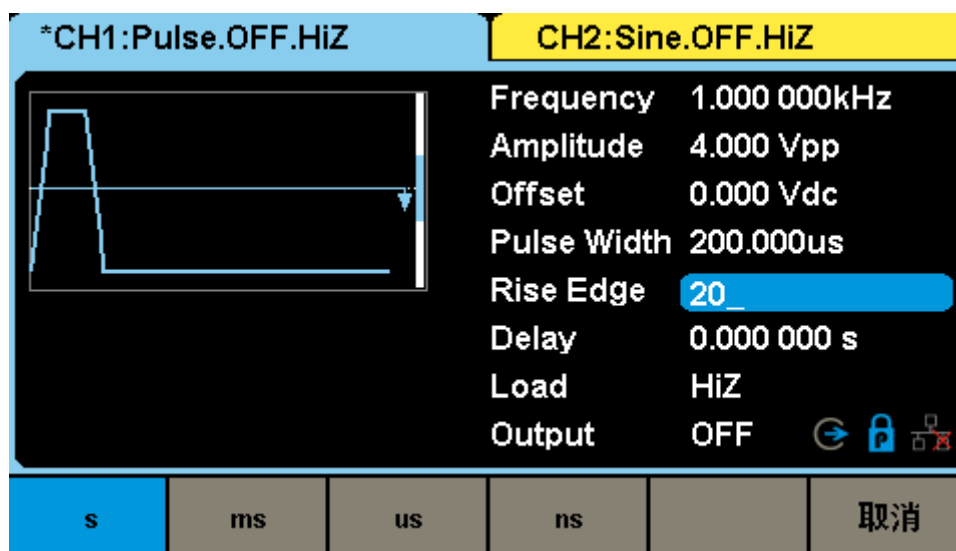 *CH1:Pulse.OFF.HiZ
CH2:Sine.OFF.HiZ
Frequency 1.000 000kHz
Amplitude 4.000 Vpp
Offset 0.000 Vdc
Pulse Width 200.000us
Rise Edge 20_
Delay 0.000 000 s
Load HiZ
Output OFF
s ms us ns 取消